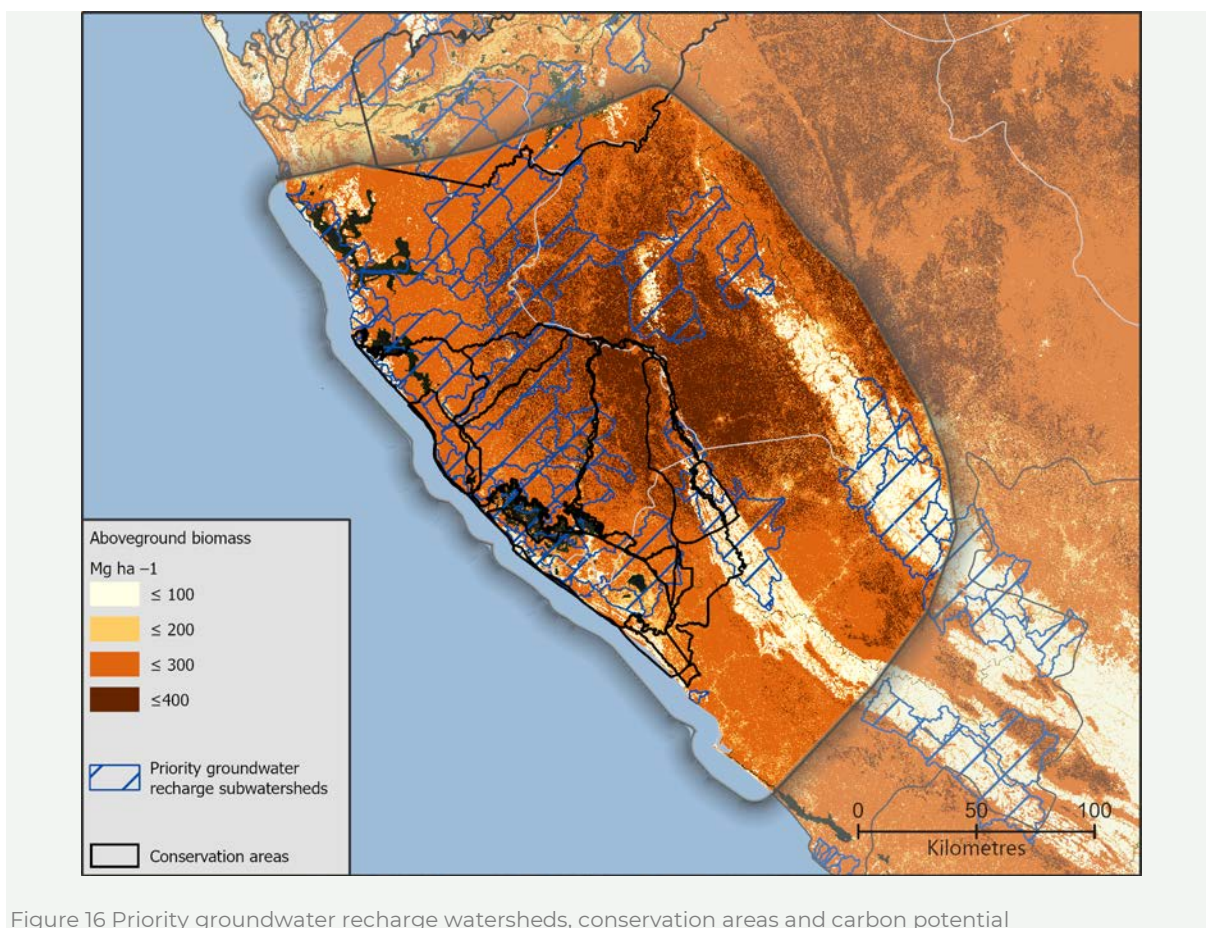 Aboveground biomass
Mg ha –1
≤ 100
≤ 200
≤ 300
≤400
Priority groundwater
recharge subwatersheds
Conservation areas
0 50 100
Kilometres
Figure 16 Priority groundwater recharge watersheds, conservation areas and carbon potential